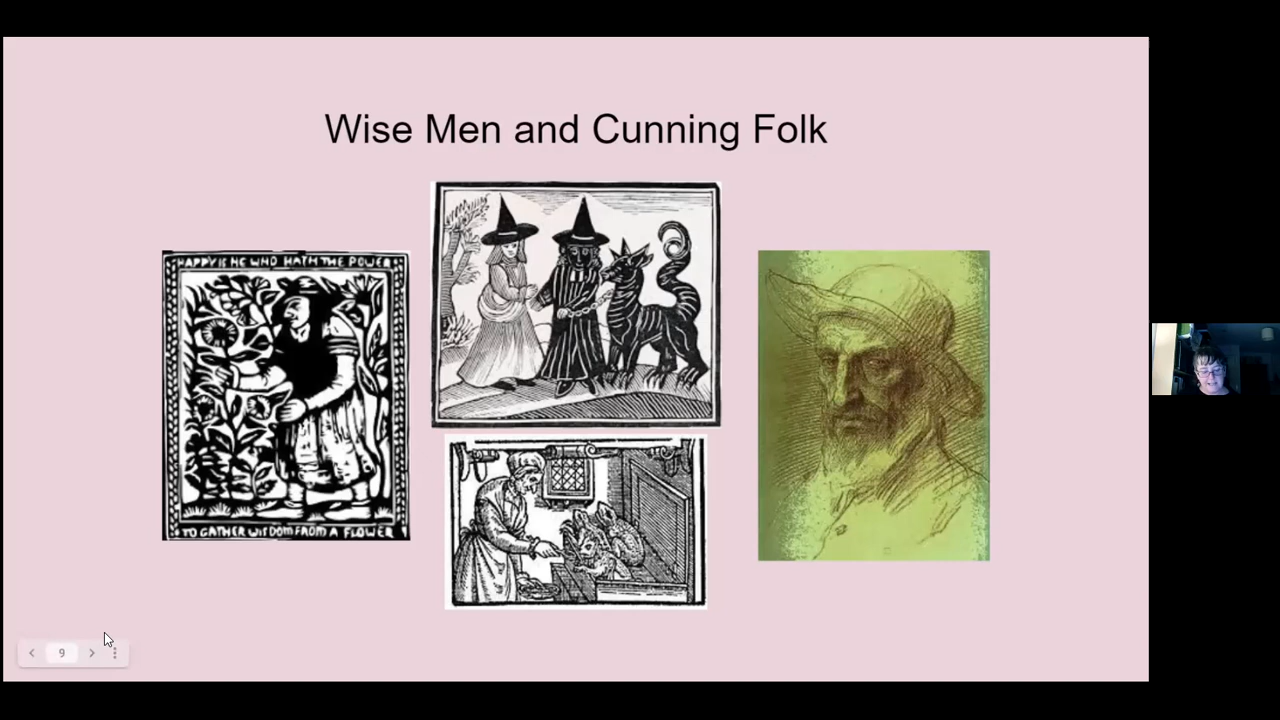 Wise Men and Cunning Folk
HAPPY IS HE WHO HATH THE POWER
TO GATHER WISDOM FROM A FLOWER
9